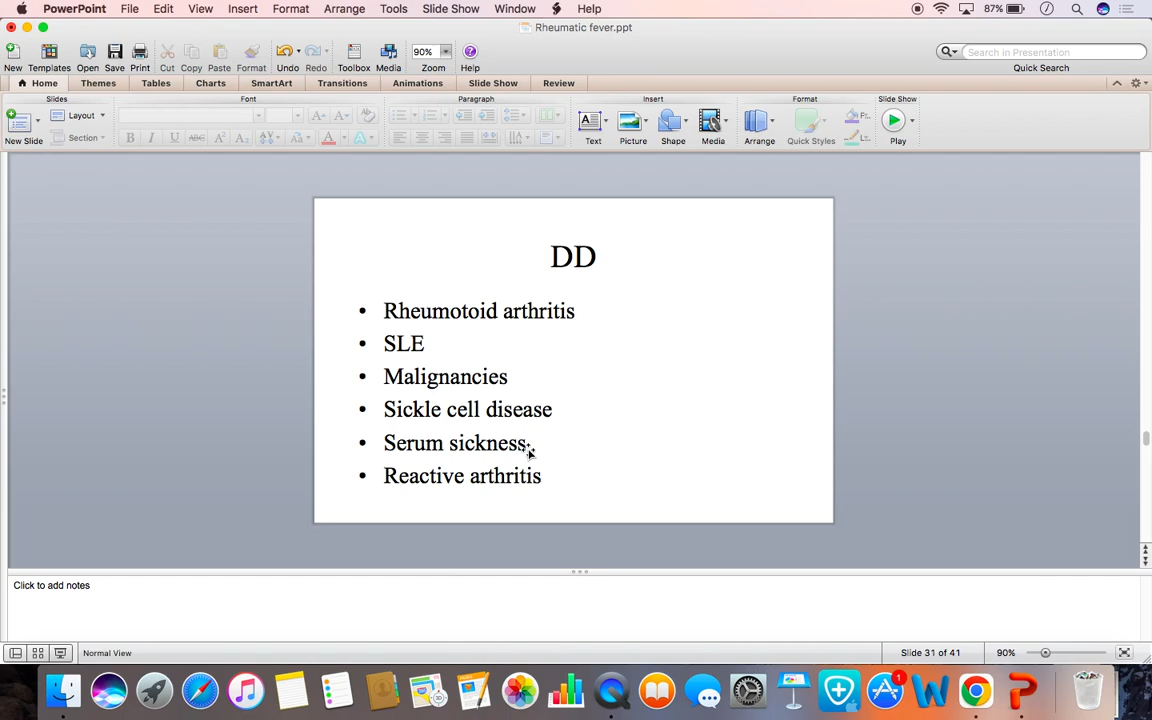 PowerPoint File Edit View Insert Format Arrange Tools Slide Show Window Help 87%
Rheumatic fever.ppt
New Templates Open Save Print Cut Copy Paste Format Undo Redo Toolbox Media 90% Zoom Help
Search in Presentation
Quick Search
Home Themes Tables Charts SmartArt Transitions Animations Slide Show Review
Slides Font Paragraph Insert Format Slide Show
New Slide Layout Section Text Picture Shape Media Arrange Quick Styles Play
DD
• Rheumotoid arthritis
• SLE
• Malignancies
• Sickle cell disease
• Serum sickness
• Reactive arthritis
Click to add notes
Normal View Slide 31 of 41 90%
1